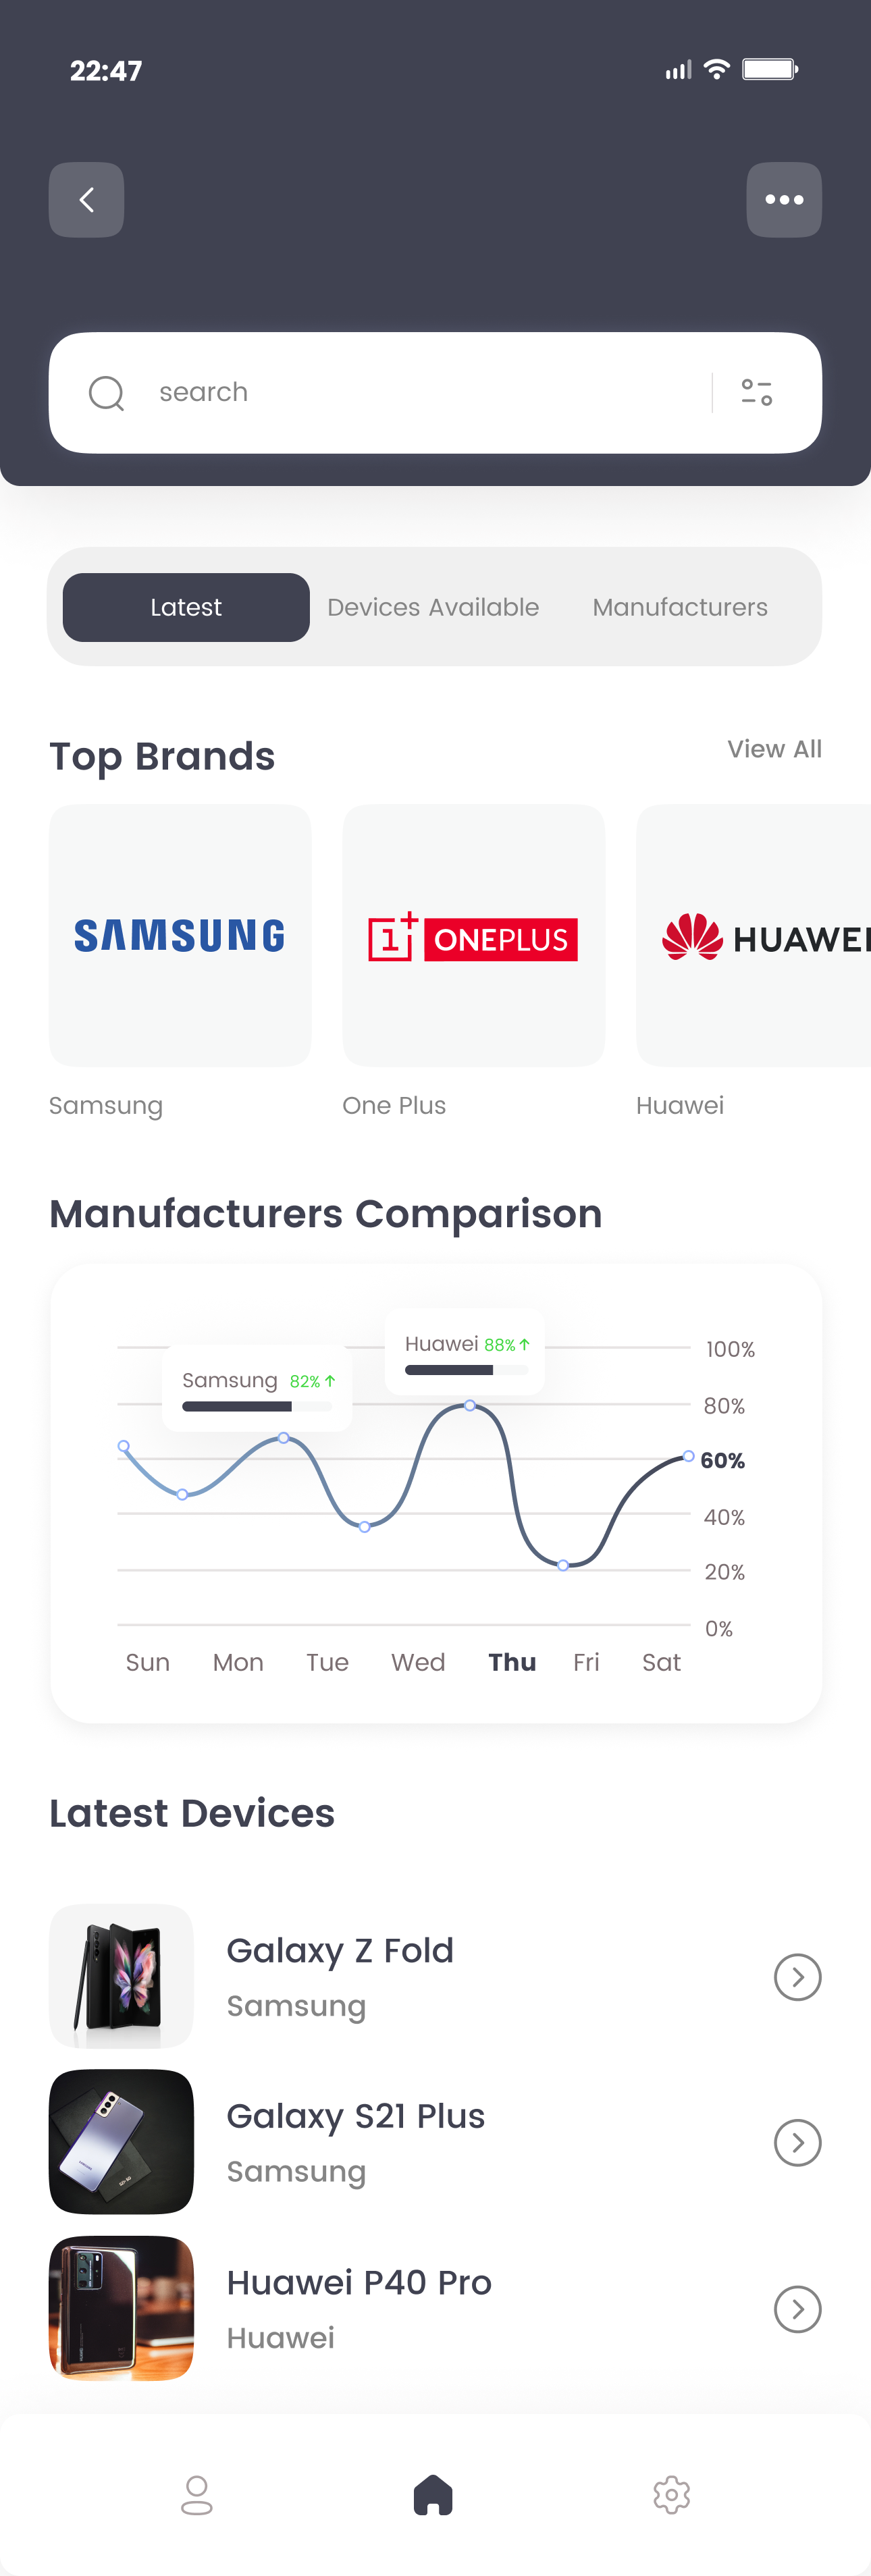 22:47
search
Latest Devices Available Manufacturers
Top Brands View All
SAMSUNG 1+ ONEPLUS HUAWEI
Samsung One Plus Huawei
Manufacturers Comparison
Huawei 88%↑
100%
Samsung 82%↑
80%
60%
40%
20%
0%
Sun Mon Tue Wed Thu Fri Sat
Latest Devices
Galaxy Z Fold
Samsung
Galaxy S21 Plus
Samsung
Huawei P40 Pro
Huawei